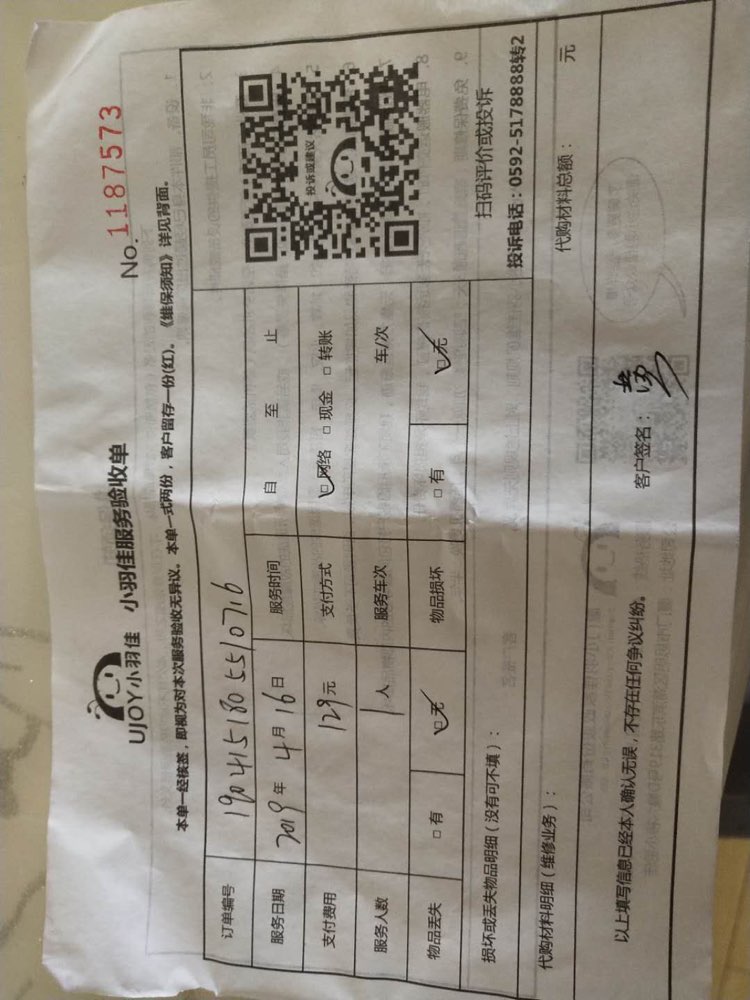 No. 1187573
UJOY小羽佳 小羽佳服务验收单
本单一经核签，即视为对本次服务验收无异议。本单一式两份，客户留存一份(红)。《维保须知》详见背面。
订单编号 1904151805510716
服务日期 2019年4月16日 服务时间 自 至 止
支付费用 129元 支付方式 □网络 □现金 □转账
服务人数 1人 服务车次 车/次
物品丢失 □有 □无 物品损坏 □有 □无
投诉或建议
扫码评价或投诉
投诉电话：0592-5178888转2
损坏或丢失物品明细（没有可不填）：
代购材料明细（维修业务）： 代购材料总额： 元
以上填写信息已经本人确认无误，不存在任何争议纠纷。 客户签名：